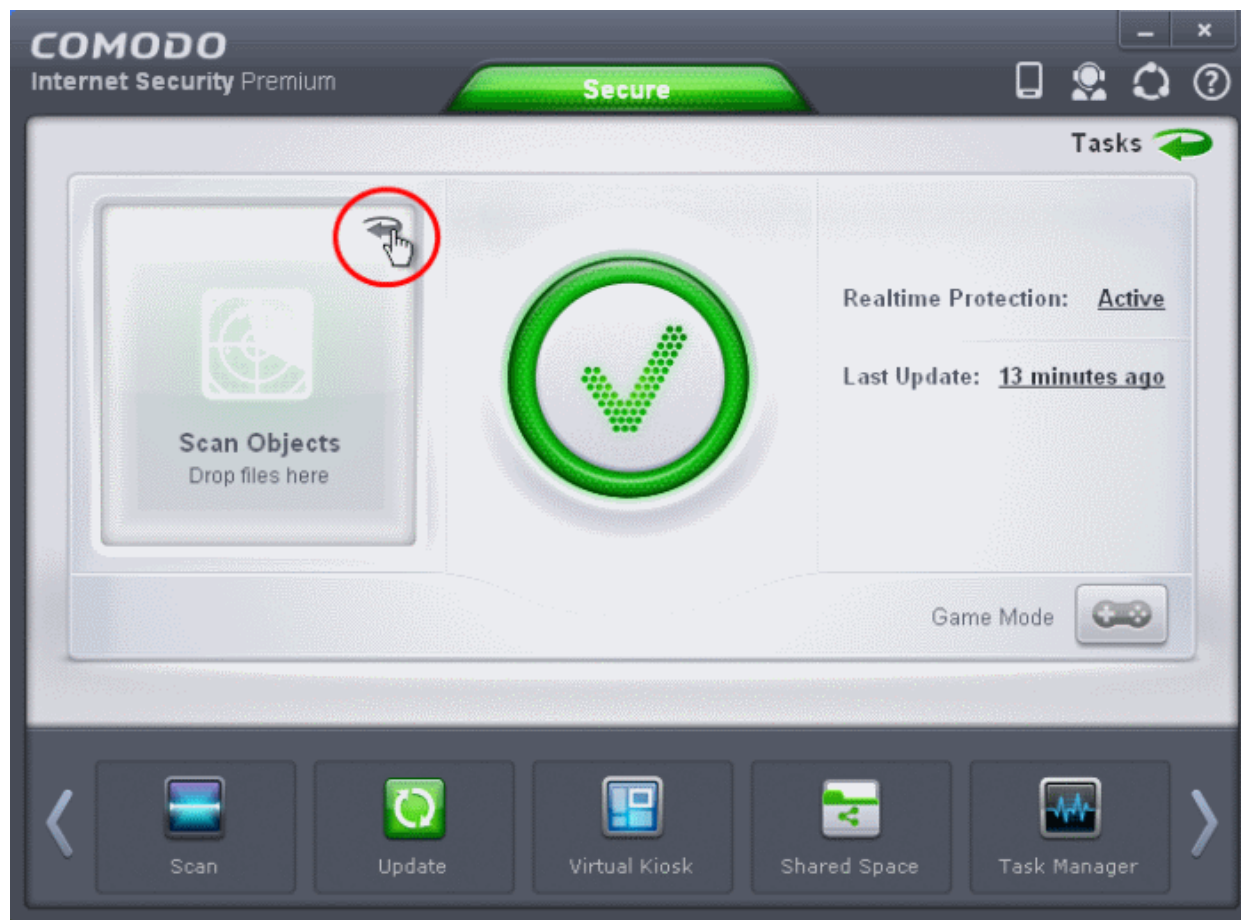 COMODO
Internet Security Premium
Secure
Tasks
Scan Objects
Drop files here
Realtime Protection: Active
Last Update: 13 minutes ago
Game Mode
Scan
Update
Virtual Kiosk
Shared Space
Task Manager